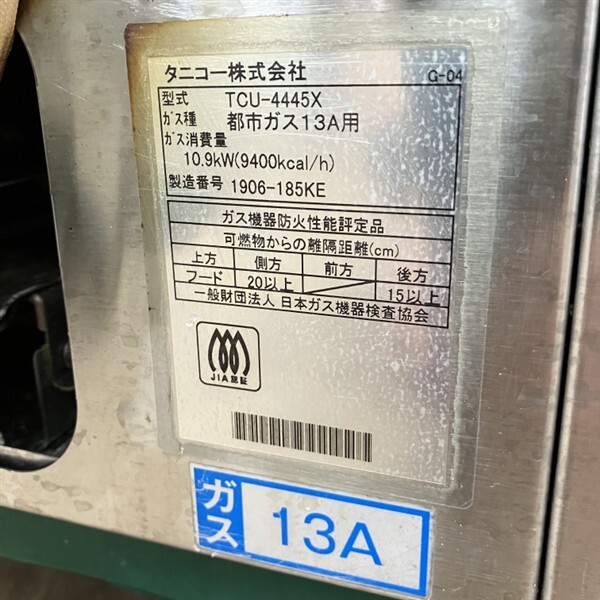 タニコー株式会社
G-04
型式 TCU-4445X
ガス種 都市ガス13A用
ガス消費量
10.9kW(9400kcal/h)
製造番号 1906-185KE
ガス機器防火性能評定品
可燃物からの離隔距離(cm)
上方 側方 前方 後方
フード 20以上 15以上
一般財団法人 日本ガス機器検査協会
JIA認証
ガス 13A